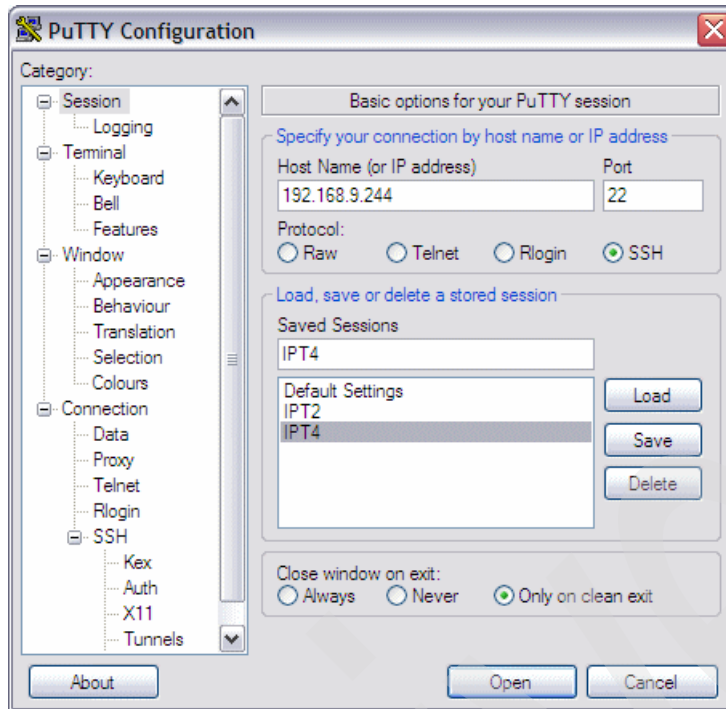 PuTTY Configuration
Category:
Session
Logging
Terminal
Keyboard
Bell
Features
Window
Appearance
Behaviour
Translation
Selection
Colours
Connection
Data
Proxy
Telnet
Rlogin
SSH
Kex
Auth
X11
Tunnels
Basic options for your PuTTY session
Specify your connection by host name or IP address
Host Name (or IP address) Port
192.168.9.244 22
Protocol:
Raw Telnet Rlogin SSH
Load, save or delete a stored session
Saved Sessions
IPT4
Default Settings
IPT2
IPT4
Load
Save
Delete
Close window on exit:
Always Never Only on clean exit
About Open Cancel